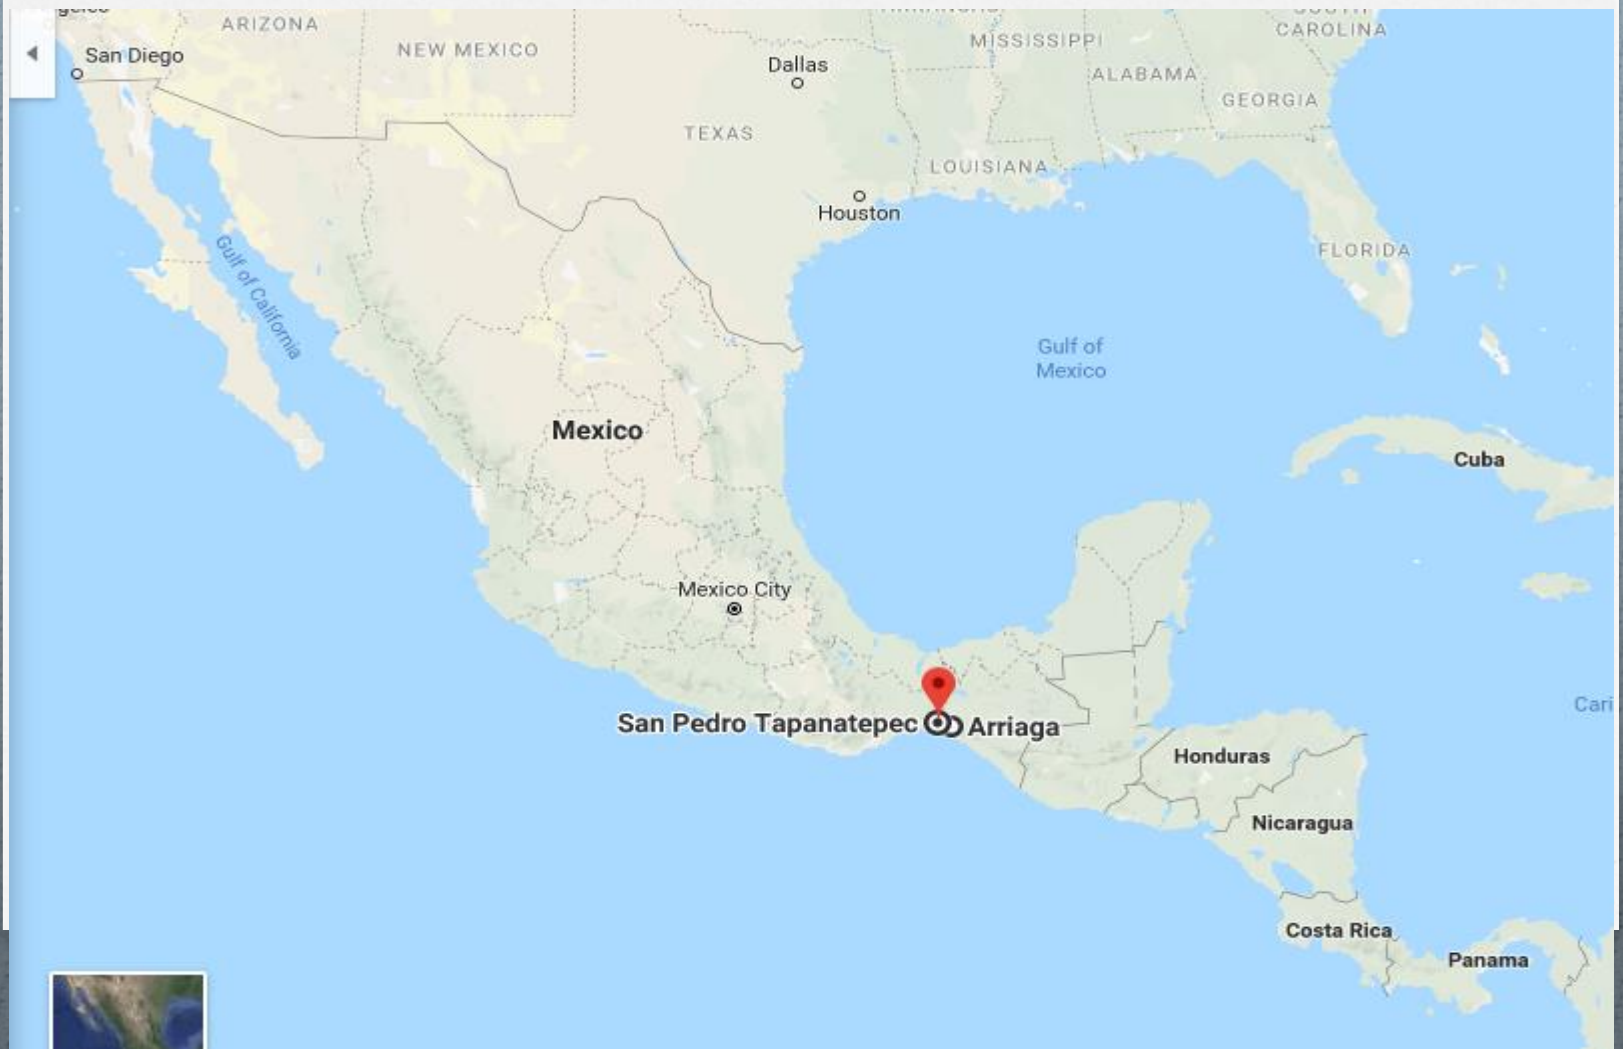 ARIZONA
San Diego
NEW MEXICO
Dallas
MISSISSIPPI
CAROLINA
ALABAMA
GEORGIA
TEXAS
LOUISIANA
Houston
FLORIDA
Gulf of California
Gulf of
Mexico
Mexico
Cuba
Mexico City
San Pedro Tapanatepec
Arriaga
Cari
Honduras
Nicaragua
Costa Rica
Panama